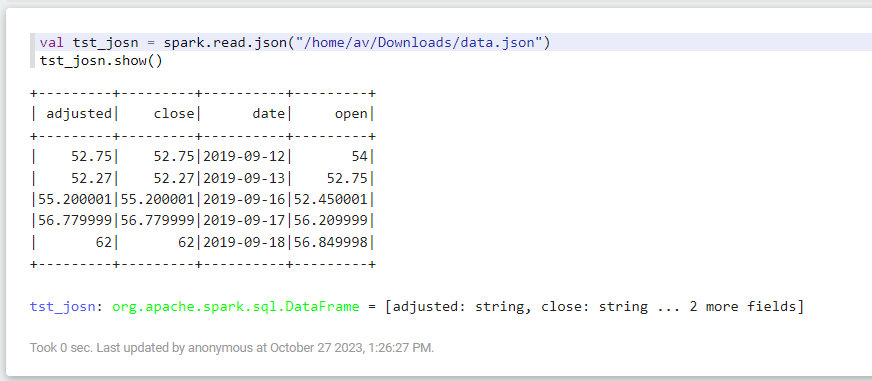 val tst_josn = spark.read.json("/home/av/Downloads/data.json")
tst_josn.show()
+---------+---------+----------+---------+
| adjusted|    close|      date|     open|
+---------+---------+----------+---------+
|    52.75|    52.75|2019-09-12|       54|
|    52.27|    52.27|2019-09-13|    52.75|
|55.200001|55.200001|2019-09-16|52.450001|
|56.779999|56.779999|2019-09-17|56.209999|
|       62|       62|2019-09-18|56.849998|
+---------+---------+----------+---------+
tst_josn: org.apache.spark.sql.DataFrame = [adjusted: string, close: string ... 2 more fields]
Took 0 sec. Last updated by anonymous at October 27 2023, 1:26:27 PM.